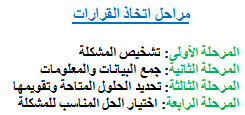 مراحل اتخاذ القرارات
المرحلة الأولى: تشخيص المشكلة
المرحلة الثانية: جمع البيانات والمعلومات
المرحلة الثالثة: تحديد الحلول المتاحة وتقويمها
المرحلة الرابعة: اختيار الحل المناسب للمشكلة